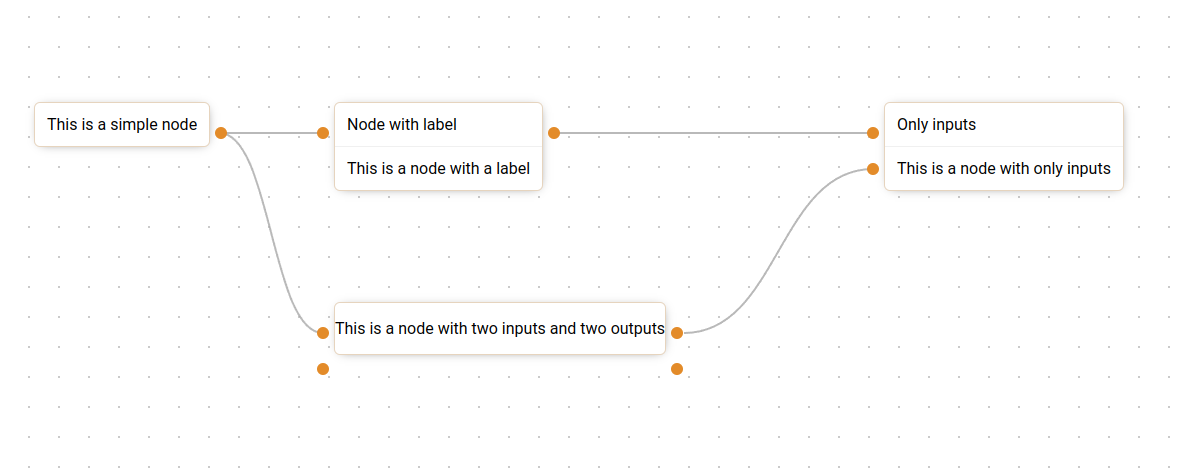 This is a simple node
Node with label
This is a node with a label
Only inputs
This is a node with only inputs
This is a node with two inputs and two outputs